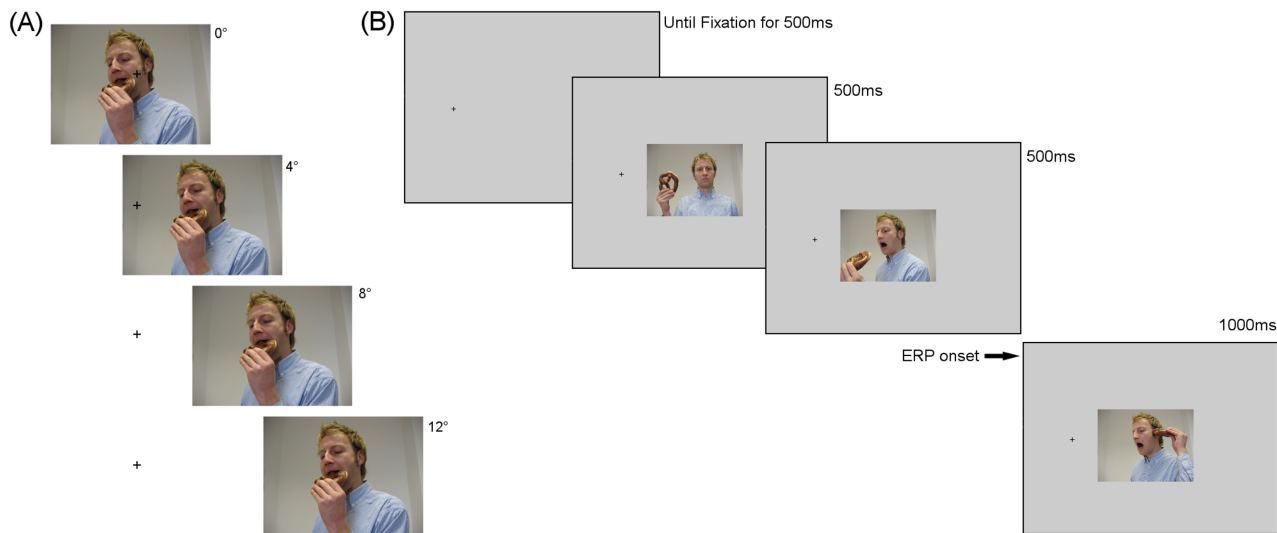 (A)
0°
4°
8°
12°
(B)
Until Fixation for 500ms
500ms
500ms
1000ms
ERP onset